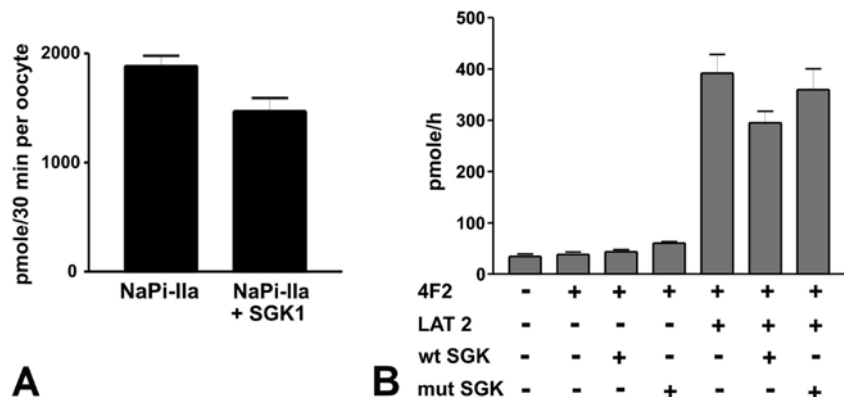 pmole/30 min per oocyte
2000
1000
0
NaPi-IIa
NaPi-IIa
+ SGK1
A
pmole/h
500
400
300
200
100
0
4F2 - + + + + + +
LAT 2 - - - - + + +
wt SGK - - + - - + -
mut SGK - - - + - - +
B